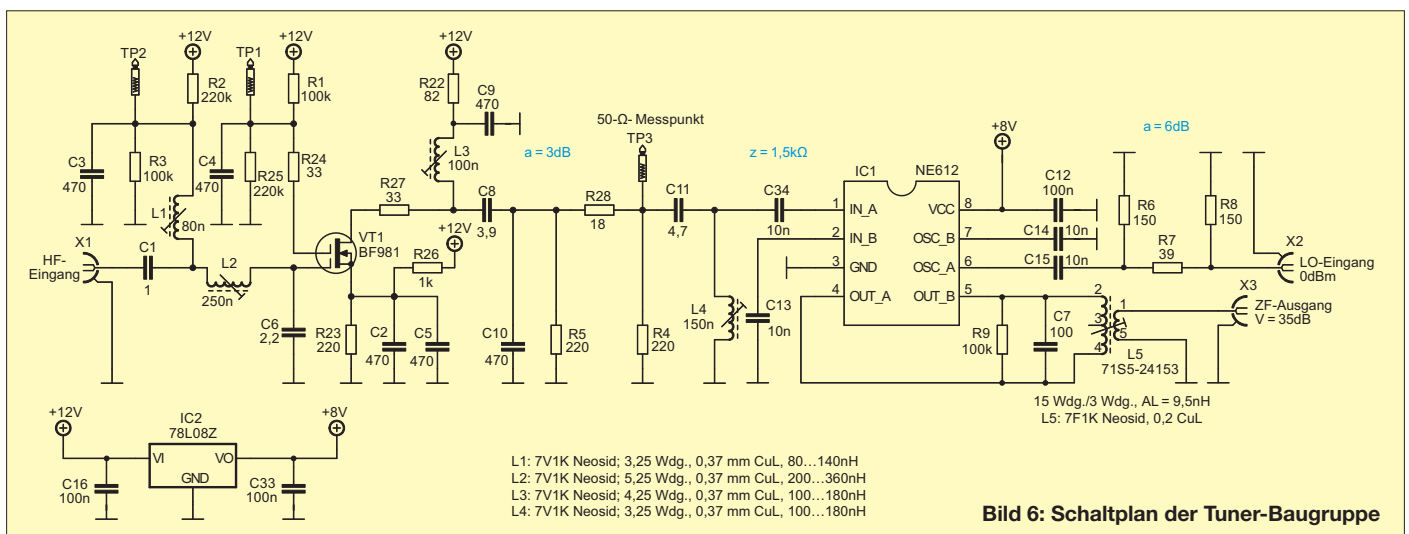 +12V
TP2
R2
220k
C3
470
R3
100k
L1
80n
X1
HF-
Eingang
C1
1
L2
250n
+12V
TP1
R1
100k
C4
470
R25
220k
R24
33
C6
2,2
VT1
BF981
R23
220
C2
470
C5
470
R26
1k
+12V
R27
33
+12V
R22
82
C9
470
L3
100n
C8
3,9
C10
470
R5
220
a = 3dB
R28
18
50-Ω- Messpunkt
TP3
R4
220
C11
4,7
L4
150n
z = 1,5kΩ
C34
10n
C13
10n
IC1
NE612
1
IN_A
2
IN_B
3
GND
4
OUT_A
VCC
8
OSC_B
7
OSC_A
6
OUT_B
5
+8V
C12
100n
C14
10n
C15
10n
a = 6dB
R6
150
R8
150
R7
39
X2
LO-Eingang
0dBm
R9
100k
C7
100
2
3
4
1
5
L5
71S5-24153
X3
ZF-Ausgang
V = 35dB
15 Wdg./3 Wdg., AL = 9,5nH
L5: 7F1K Neosid, 0,2 CuL
+12V
IC2
78L08Z
VI
VO
GND
+8V
C16
100n
C33
100n
L1: 7V1K Neosid; 3,25 Wdg., 0,37 mm CuL, 80...140nH
L2: 7V1K Neosid; 5,25 Wdg., 0,37 mm CuL, 200...360nH
L3: 7V1K Neosid; 4,25 Wdg., 0,37 mm CuL, 100...180nH
L4: 7V1K Neosid; 3,25 Wdg., 0,37 mm CuL, 100...180nH
Bild 6: Schaltplan der Tuner-Baugruppe